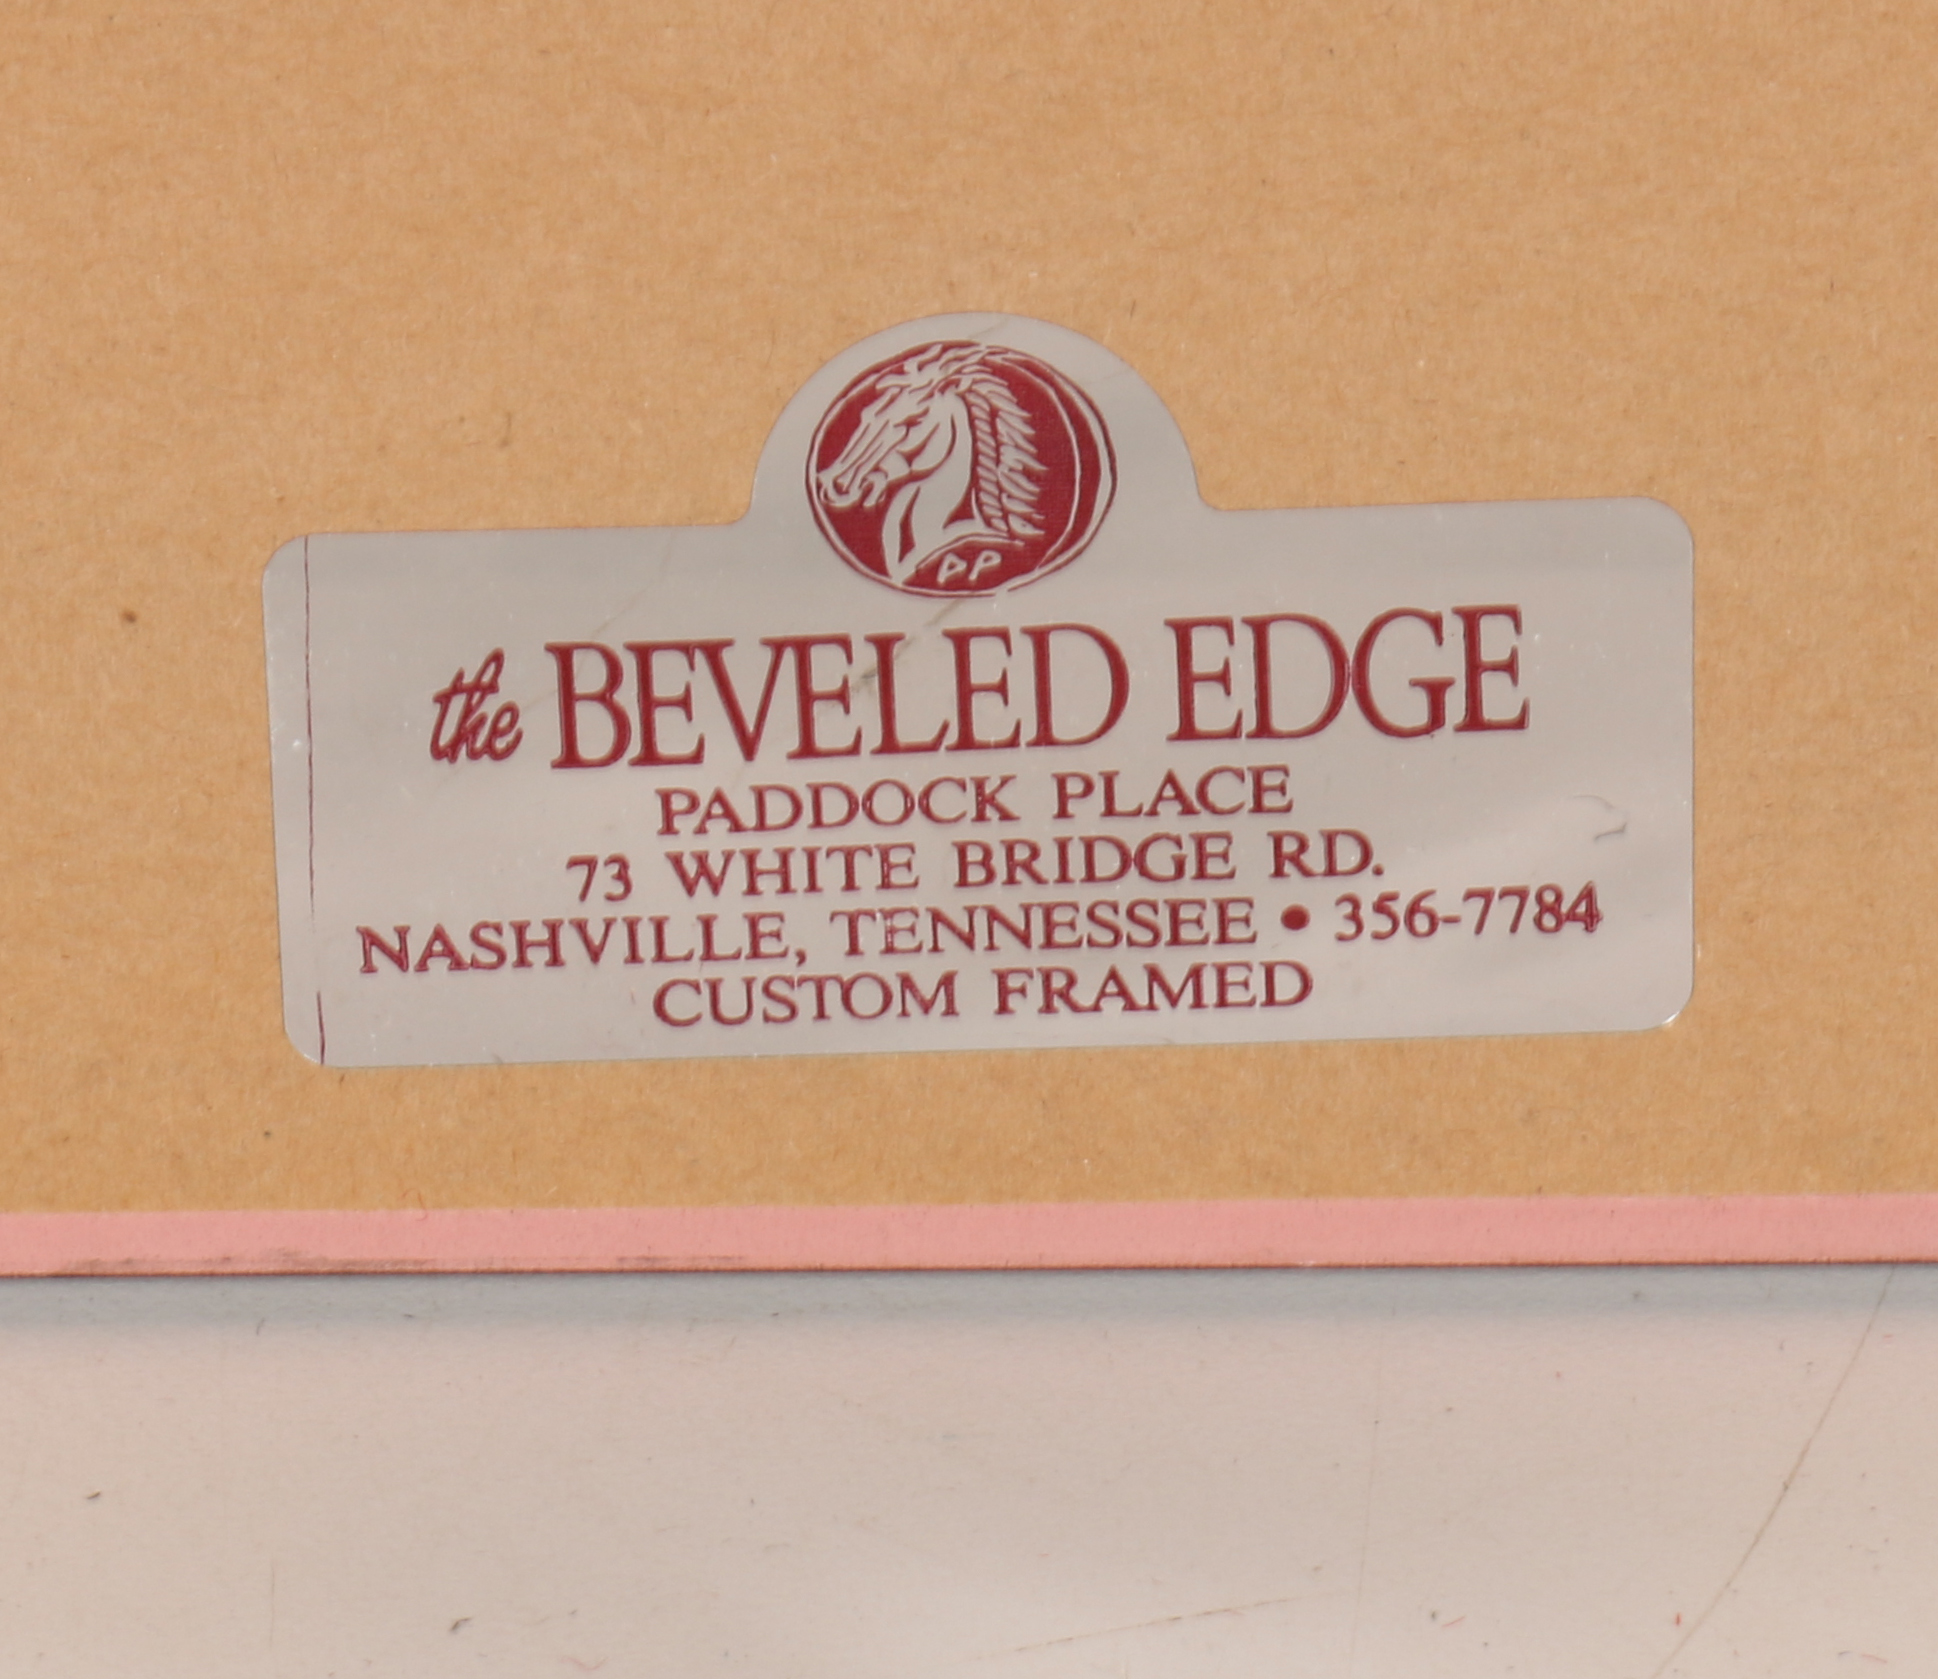 PP
the BEVELED EDGE
PADDOCK PLACE
73 WHITE BRIDGE RD.
NASHVILLE, TENNESSEE • 356-7784
CUSTOM FRAMED